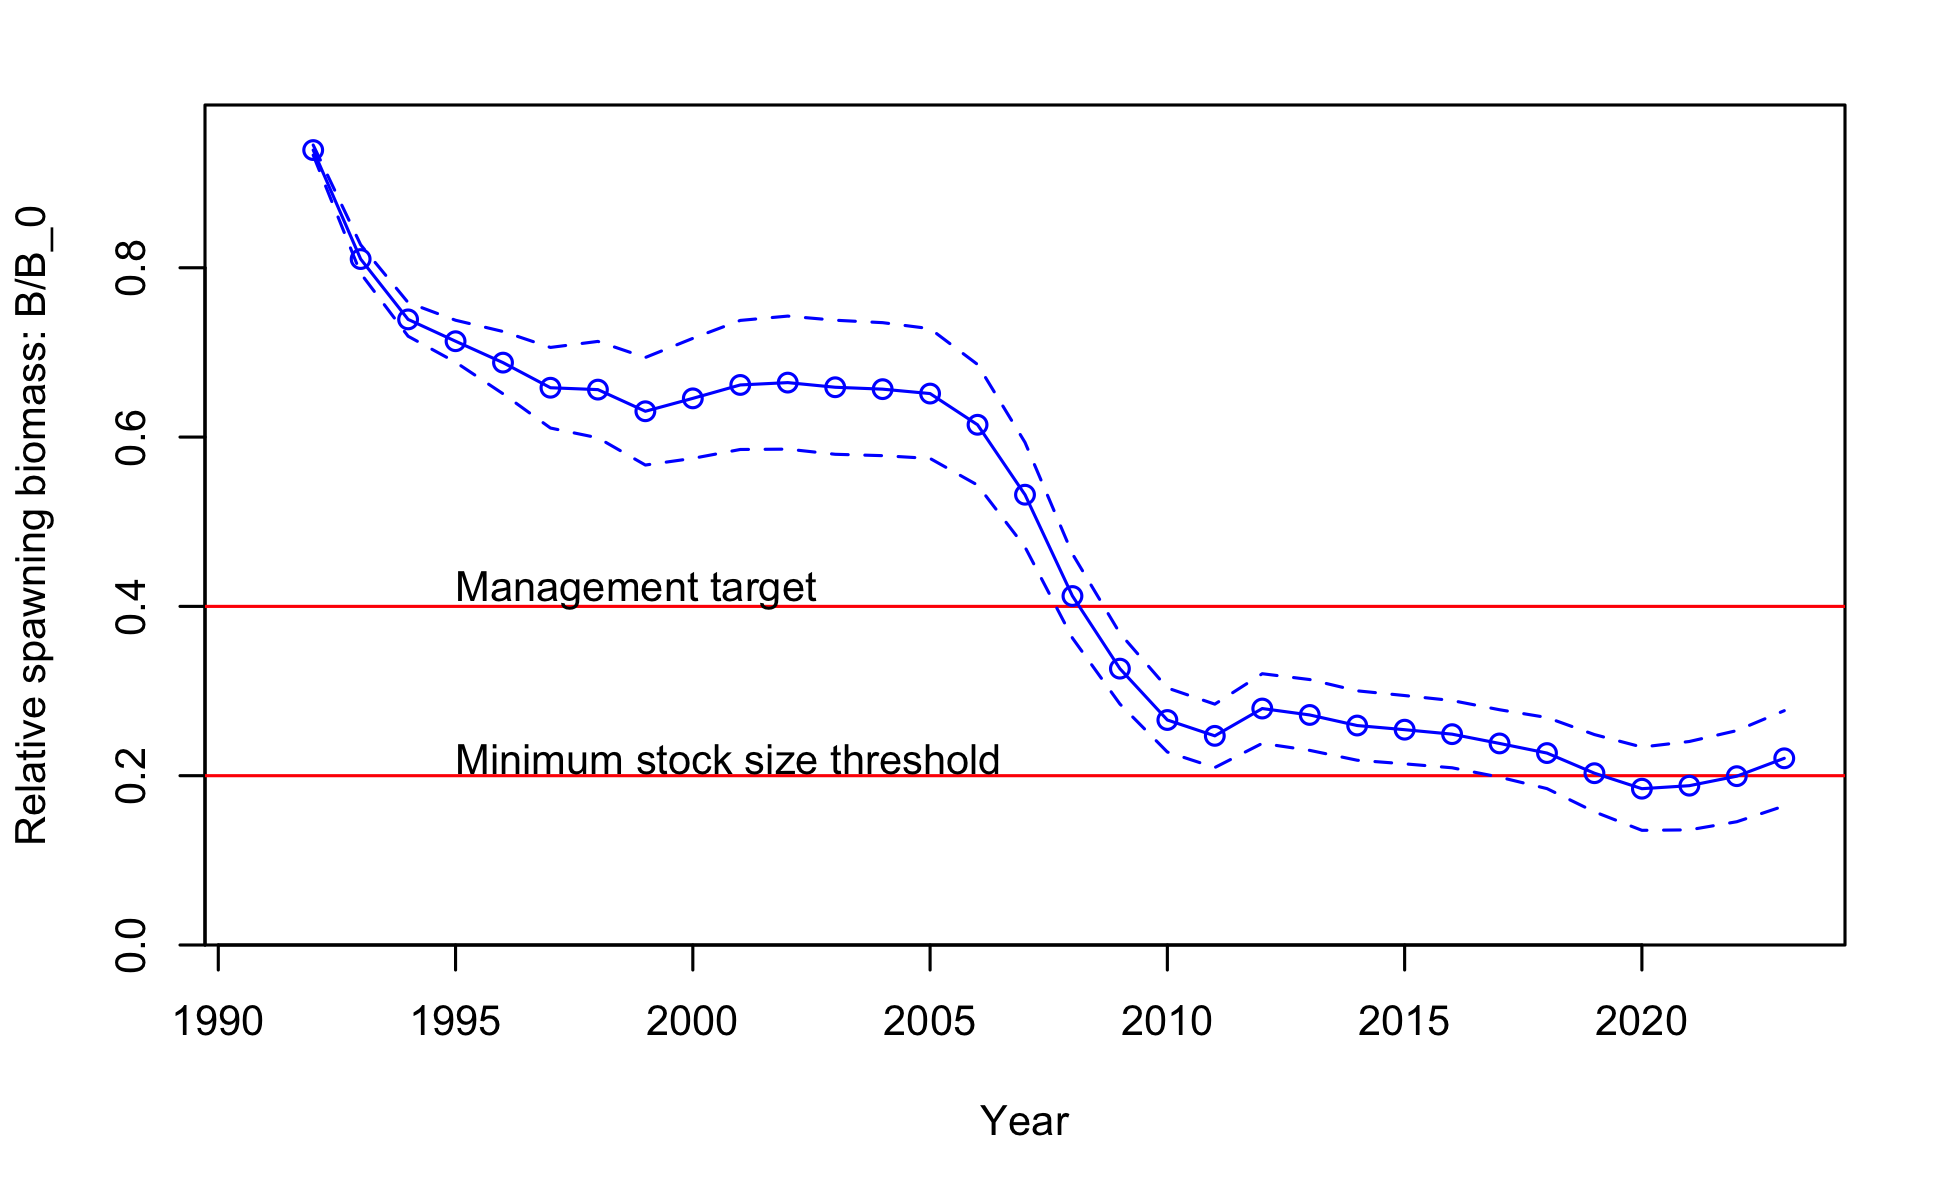 Relative spawning biomass: B/B_0
0.8
0.6
0.4
0.2
0.0
Management target
Minimum stock size threshold
1990 1995 2000 2005 2010 2015 2020
Year